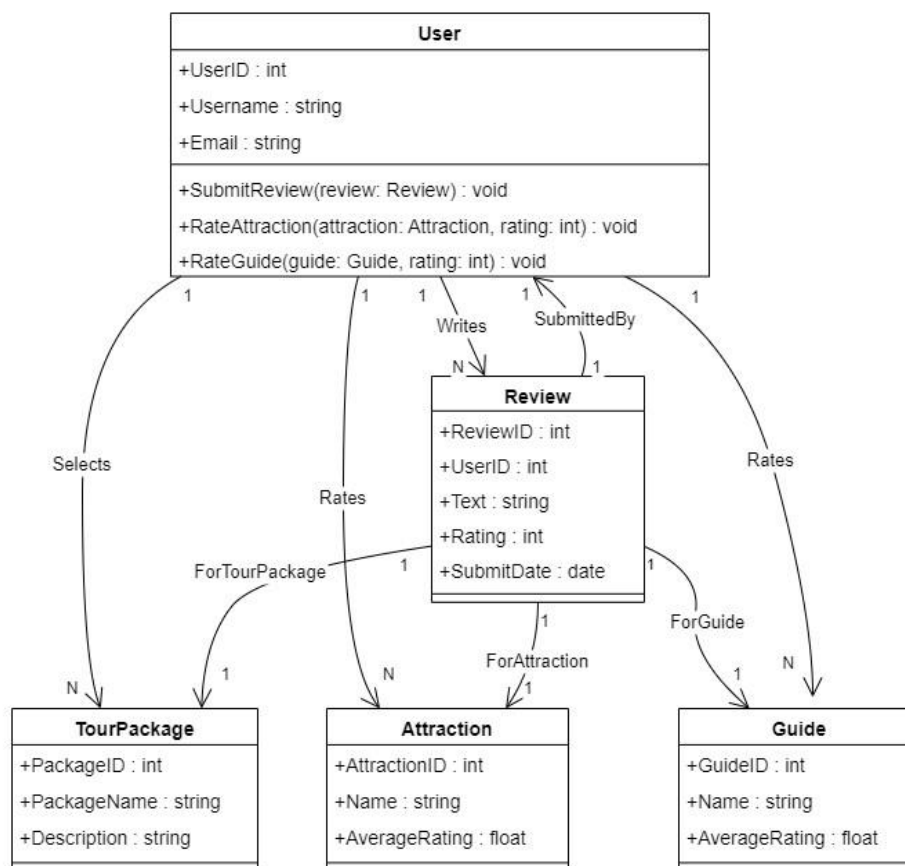 User
+UserID : int
+Username : string
+Email : string
+SubmitReview(review: Review) : void
+RateAttraction(attraction: Attraction, rating: int) : void
+RateGuide(guide: Guide, rating: int) : void
1 1 1 1 1
Writes SubmittedBy
N 1
Review
+ReviewID : int
+UserID : int
+Text : string
+Rating : int
+SubmitDate : date
Selects Rates Rates
ForTourPackage 1 1
1 ForGuide
ForAttraction
N 1 N 1 1 N
TourPackage
+PackageID : int
+PackageName : string
+Description : string
Attraction
+AttractionID : int
+Name : string
+AverageRating : float
Guide
+GuideID : int
+Name : string
+AverageRating : float